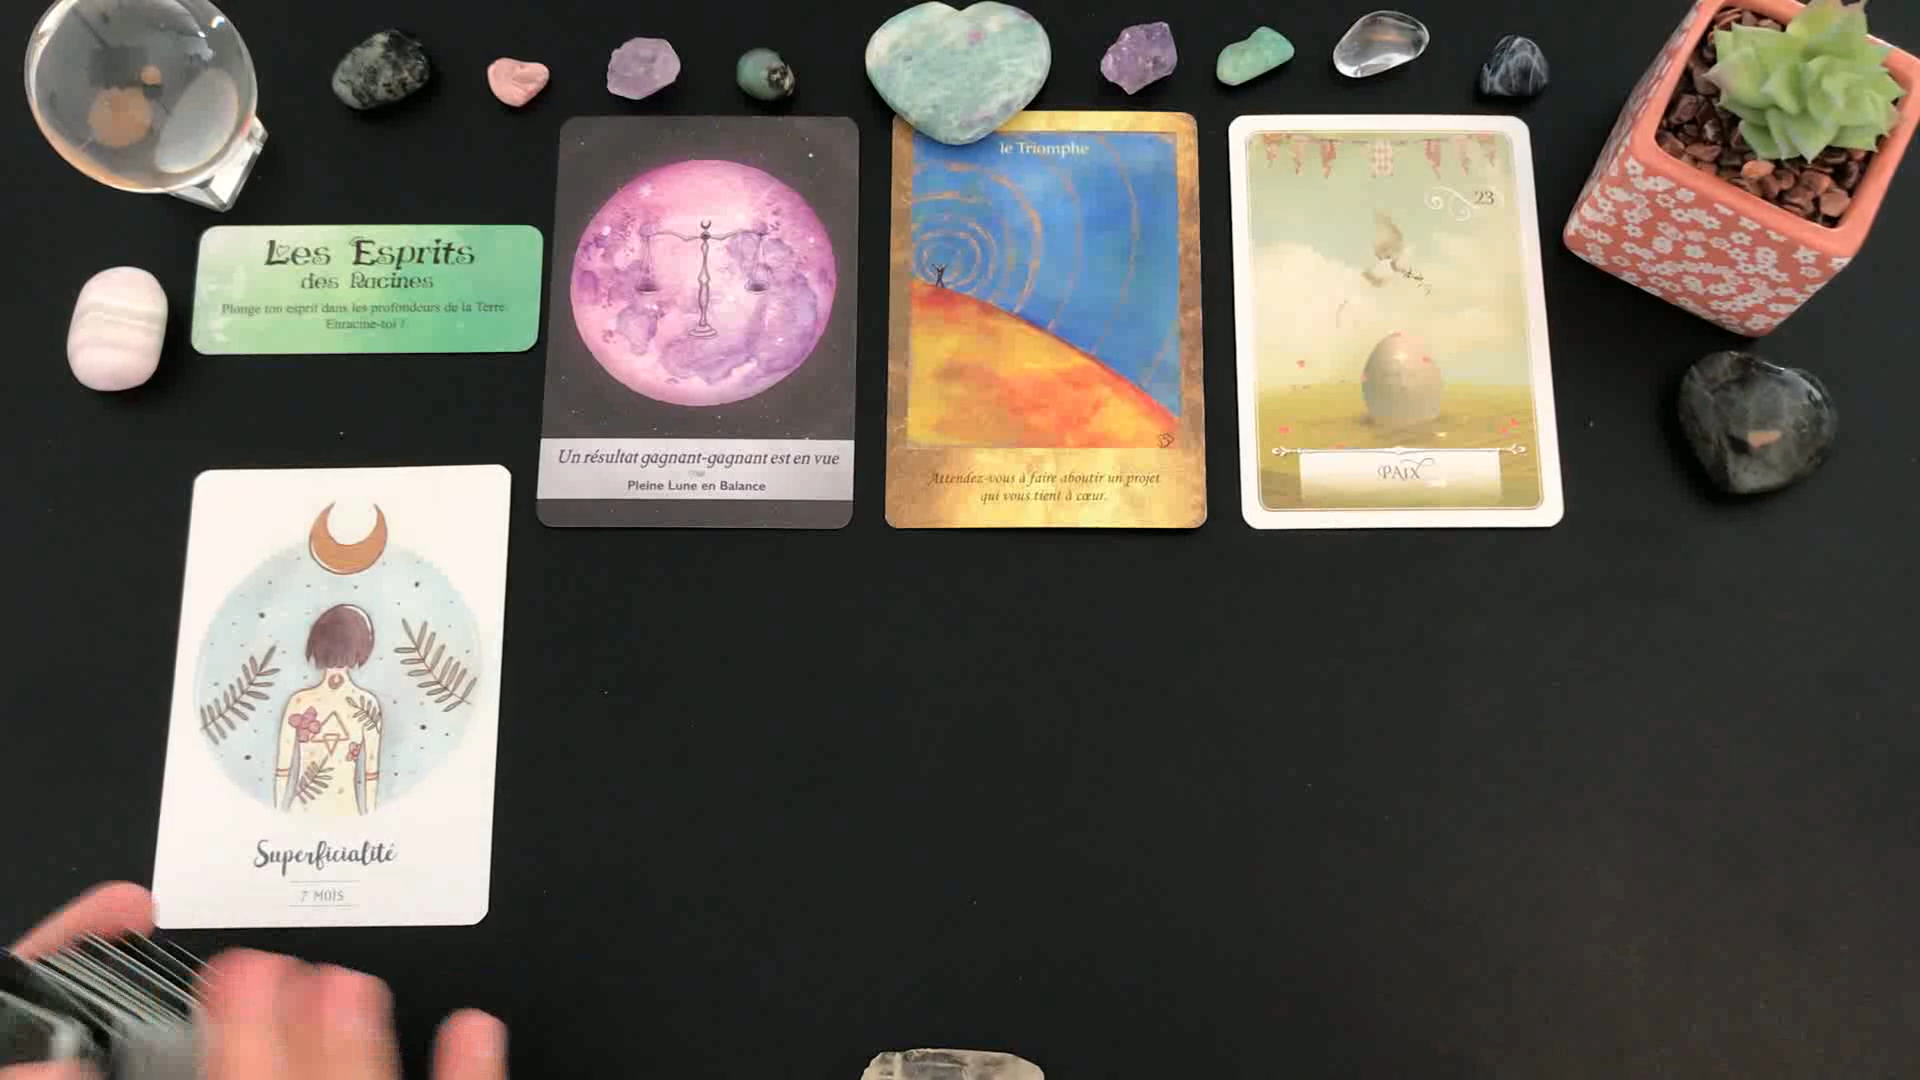 Les Esprits
des Racines
Plonge ton esprit dans les profondeurs de la Terre.
Enracine-toi !
Un résultat gagnant-gagnant est en vue
Pleine Lune en Balance
le Triomphe
Attendez-vous à faire aboutir un projet
qui vous tient à cœur.
23
PAIX
Superficialité
7 MOIS